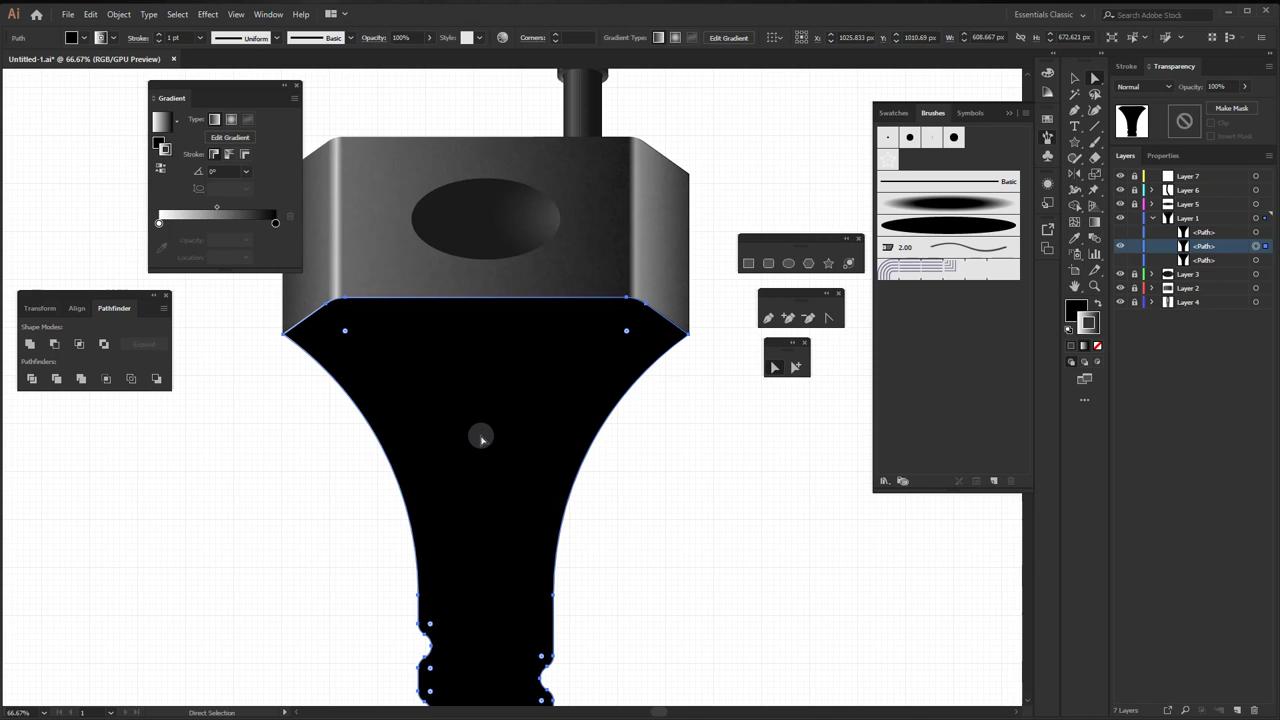 Ai File Edit Object Type Select Effect View Window Help Essentials Classic Search Adobe Stock
Path Stroke: 1 pt Uniform Basic Opacity: 100% Style: Corners: Gradient Type: Edit Gradient X: 1025.833 px Y: 1010.69 px W: 608.667 px H: 672.621 px
Untitled-1.ai* @ 66.67% (RGB/GPU Preview)
Gradient
Type:
Edit Gradient
Stroke:
0°
Opacity:
Location:
Transform Align Pathfinder
Shape Modes:
Expand
Pathfinders:
Swatches Brushes Symbols
Basic
2.00
Stroke Transparency
Normal Opacity: 100%
Make Mask
Clip
Invert Mask
Layers Properties
Layer 7
Layer 6
Layer 5
Layer 1
<Path>
<Path>
<Path>
Layer 3
Layer 2
Layer 4
66.67% 1 Direct Selection 7 Layers